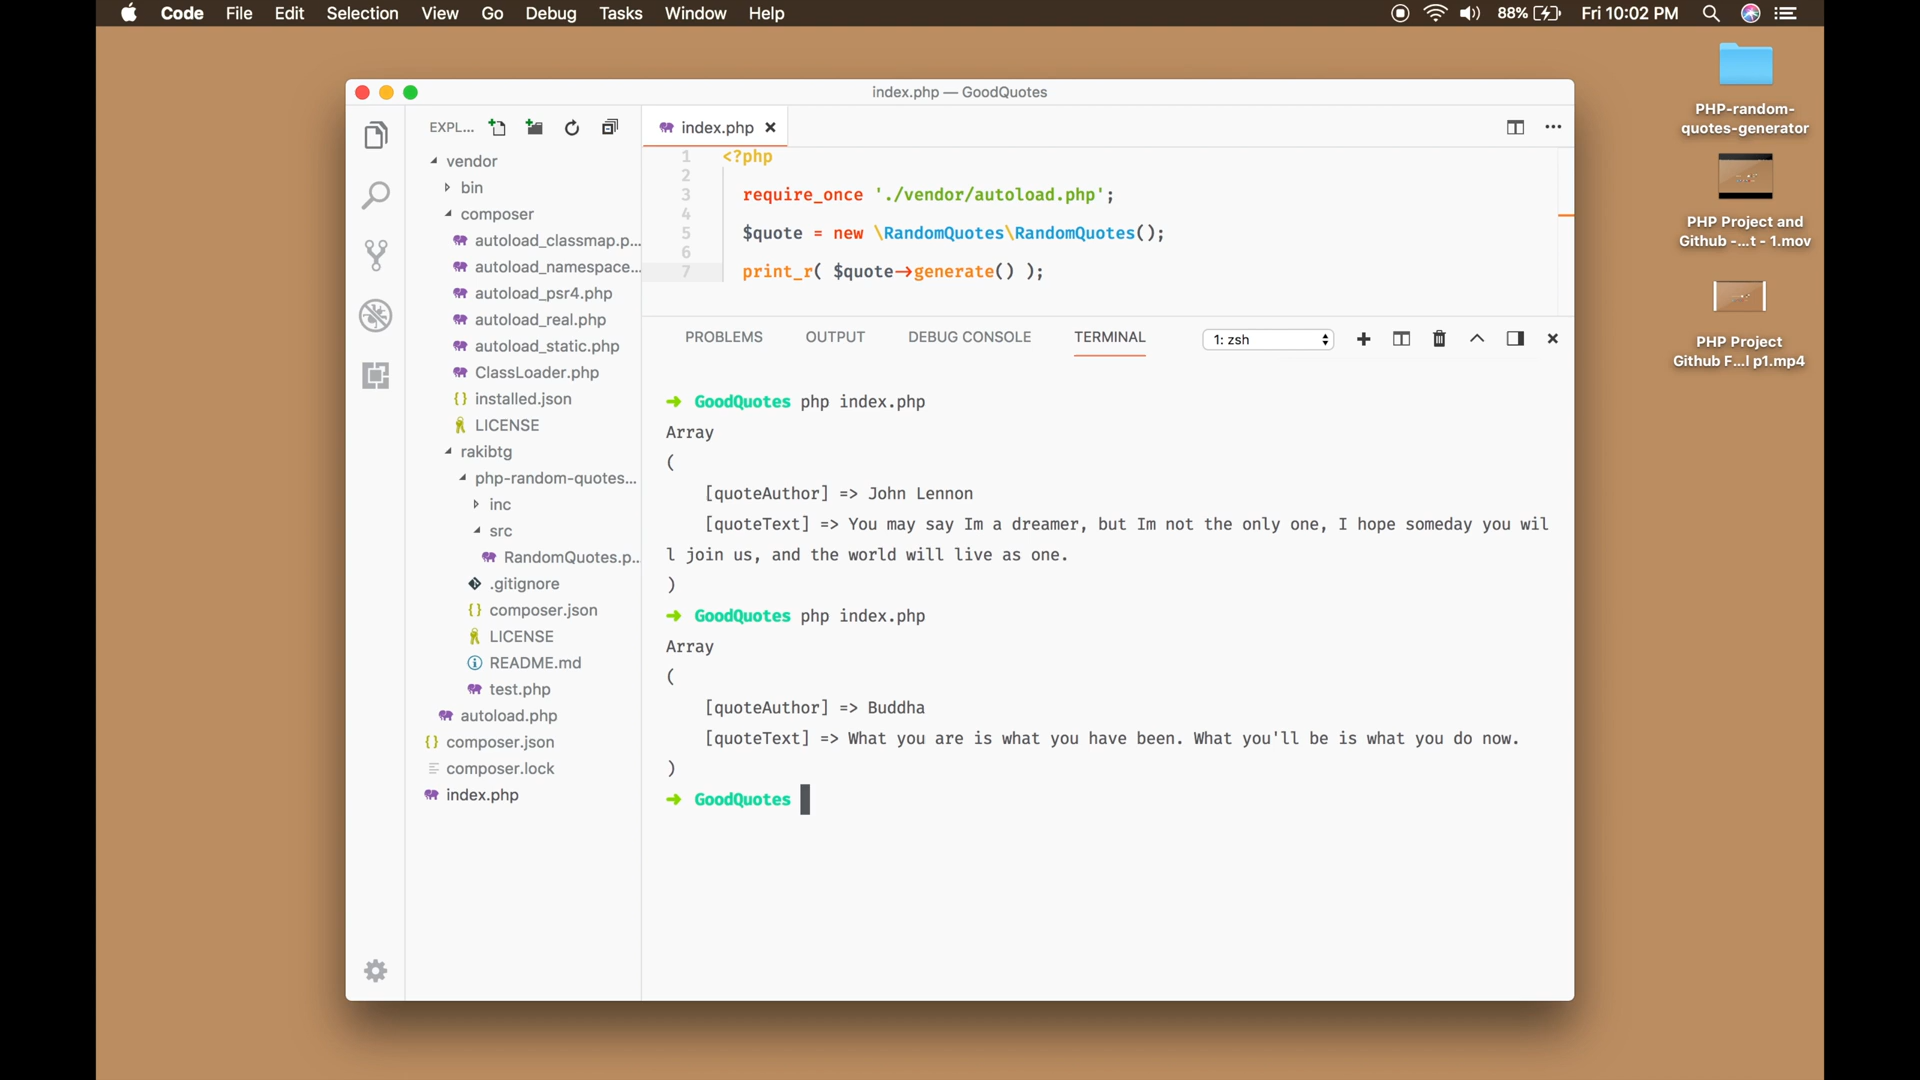 Code File Edit Selection View Go Debug Tasks Window Help 88% Fri 10:02 PM
index.php — GoodQuotes
EXPL...
index.php
vendor
bin
composer
autoload_classmap.p...
autoload_namespace...
autoload_psr4.php
autoload_real.php
autoload_static.php
ClassLoader.php
{} installed.json
LICENSE
rakibtg
php-random-quotes...
inc
src
RandomQuotes.p...
.gitignore
{} composer.json
LICENSE
README.md
test.php
autoload.php
{} composer.json
composer.lock
index.php
1 <?php
2
3 require_once './vendor/autoload.php';
4
5 $quote = new \RandomQuotes\RandomQuotes();
6
7 print_r( $quote->generate() );
PROBLEMS OUTPUT DEBUG CONSOLE TERMINAL 1: zsh
➜ GoodQuotes php index.php
Array
(
[quoteAuthor] => John Lennon
[quoteText] => You may say Im a dreamer, but Im not the only one, I hope someday you wil
l join us, and the world will live as one.
)
➜ GoodQuotes php index.php
Array
(
[quoteAuthor] => Buddha
[quoteText] => What you are is what you have been. What you'll be is what you do now.
)
➜ GoodQuotes
PHP-random-
quotes-generator
PHP Project and
Github -...t - 1.mov
PHP Project
Github F...l p1.mp4